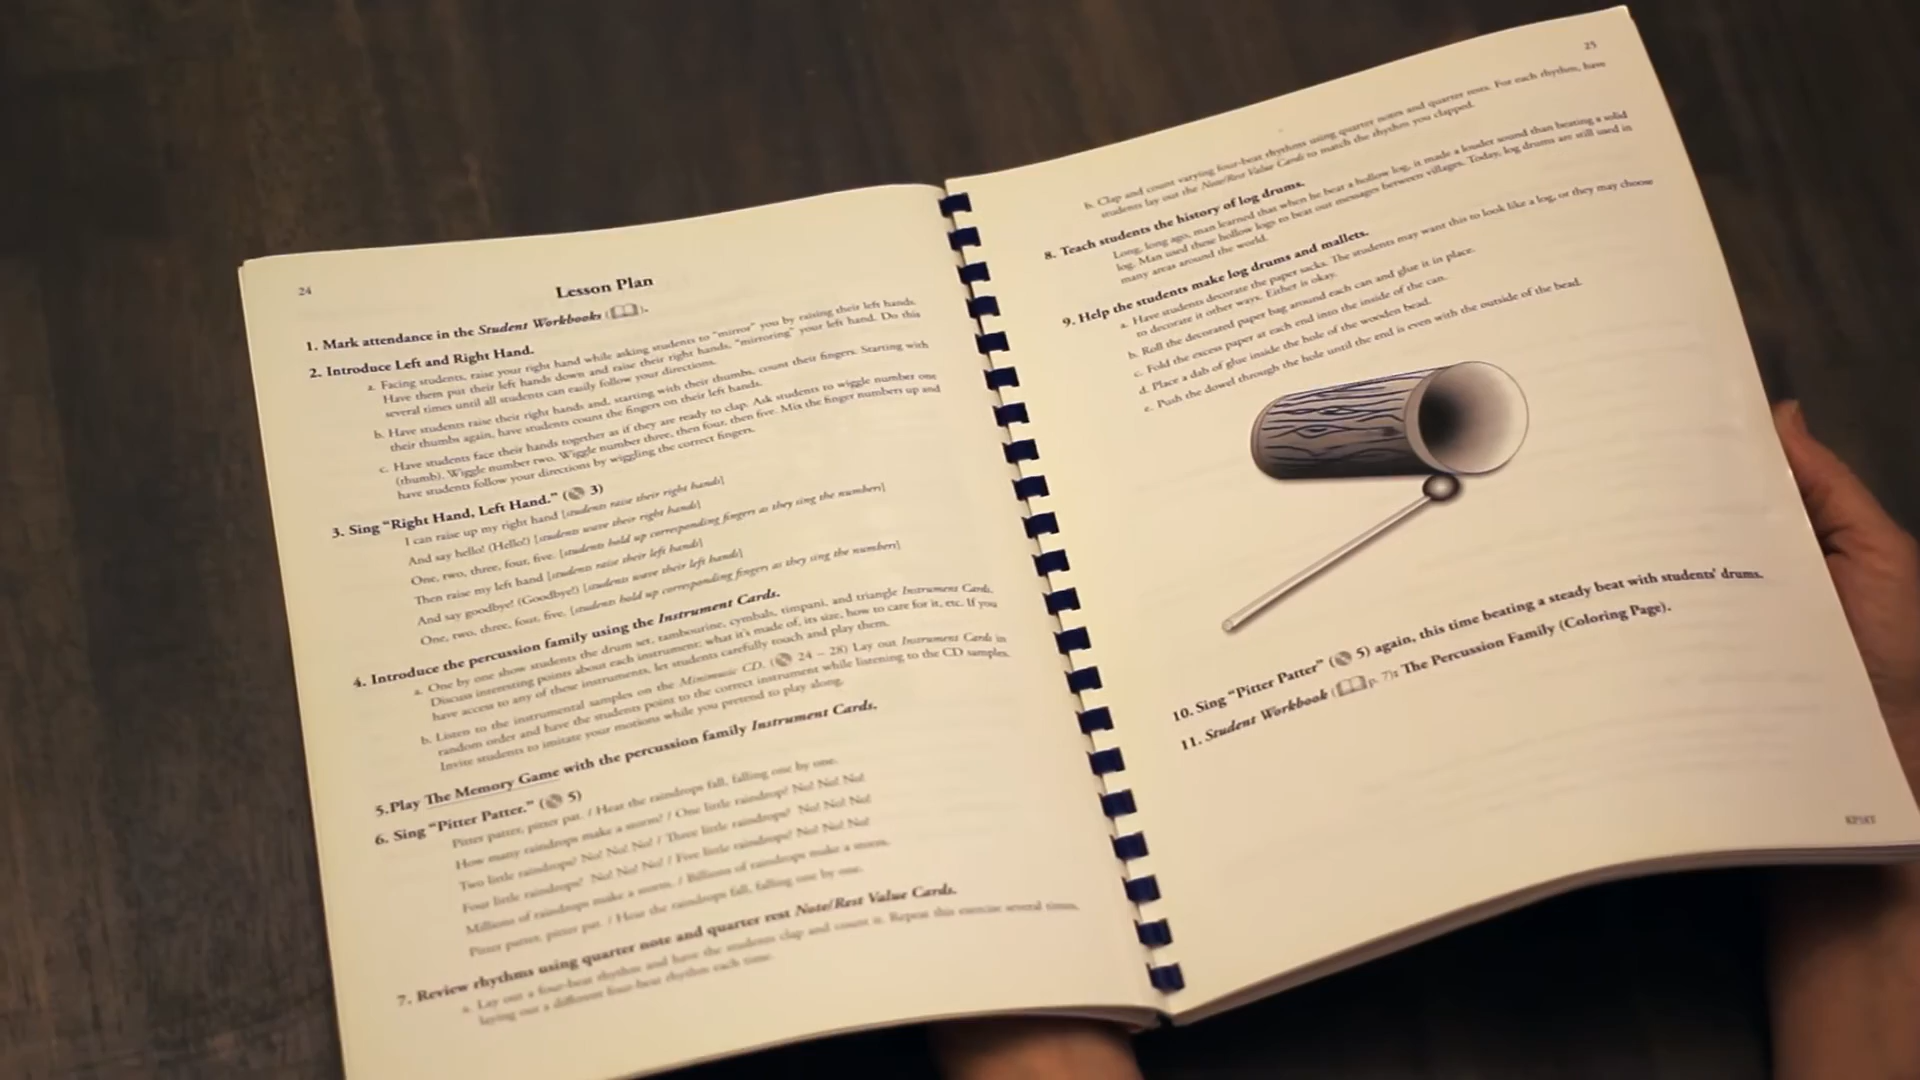 24
Lesson Plan
1. Mark attendance in the Student Workbooks ( ).
2. Introduce Left and Right Hand.
a. Facing students, raise your right hand while asking students to "mirror" you by raising their left hands.
Have them put their left hands down and raise their right hands, "mirroring" your left hand. Do this
several times until all students can easily follow your directions.
b. Have students raise their right hands and, starting with their thumbs, count their fingers. Starting with
their thumbs again, have students count the fingers on their left hands.
c. Have students face their hands together as if they are ready to clap. Ask students to wiggle number one
(thumb). Wiggle number two. Wiggle number three, then four, then five. Mix the finger numbers up and
have students follow your directions by wiggling the correct fingers.
3. Sing "Right Hand, Left Hand." ( 3)
I can raise up my right hand [students raise their right hands]
And say hello! (Hello!) [students wave their right hands]
One, two, three, four, five. [students hold up corresponding fingers as they sing the numbers]
Then raise my left hand [students raise their left hands]
And say goodbye! (Goodbye!) [students wave their left hands]
One, two, three, four, five. [students hold up corresponding fingers as they sing the numbers]
4. Introduce the percussion family using the Instrument Cards.
a. One by one show students the drum set, tambourine, cymbals, timpani, and triangle Instrument Cards.
Discuss interesting points about each instrument: what it's made of, its size, how to care for it, etc. If you
have access to any of these instruments, let students carefully touch and play them.
b. Listen to the instrumental samples on the Minimusic CD. ( 24 – 28) Lay out Instrument Cards in
random order and have the students point to the correct instrument while listening to the CD samples.
Invite students to imitate your motions while you pretend to play along.
5.Play The Memory Game with the percussion family Instrument Cards.
6. Sing "Pitter Patter." ( 5)
Pitter patter, pitter pat. / Hear the raindrops fall, falling one by one.
How many raindrops make a storm? / One little raindrop? No! No! No!
Two little raindrops? No! No! No! / Three little raindrops? No! No! No!
Four little raindrops? No! No! No! / Five little raindrops? No! No! No!
Millions of raindrops make a storm. / Billions of raindrops make a storm.
Pitter patter, pitter pat. / Hear the raindrops fall, falling one by one.
7. Review rhythms using quarter note and quarter rest Note/Rest Value Cards.
a. Lay out a four-beat rhythm and have the students clap and count it. Repeat this exercise several times,
laying out a different four-beat rhythm each time.
25
b. Clap and count varying four-beat rhythms using quarter notes and quarter rests. For each rhythm, have
students lay out the Note/Rest Value Cards to match the rhythm you clapped.
8. Teach students the history of log drums.
Long, long ago, man learned that when he beat a hollow log, it made a louder sound than beating a solid
log. Man used these hollow logs to beat out messages between villages. Today, log drums are still used in
many areas around the world.
9. Help the students make log drums and mallets.
a. Have students decorate the paper sacks. The students may want this to look like a log, or they may choose
to decorate it other ways. Either is okay.
b. Roll the decorated paper bag around each can and glue it in place.
c. Fold the excess paper at each end into the inside of the can.
d. Place a dab of glue inside the hole of the wooden bead.
e. Push the dowel through the hole until the end is even with the outside of the bead.
10. Sing "Pitter Patter" ( 5) again, this time beating a steady beat with students' drums.
11. Student Workbook ( p. 7): The Percussion Family (Coloring Page).